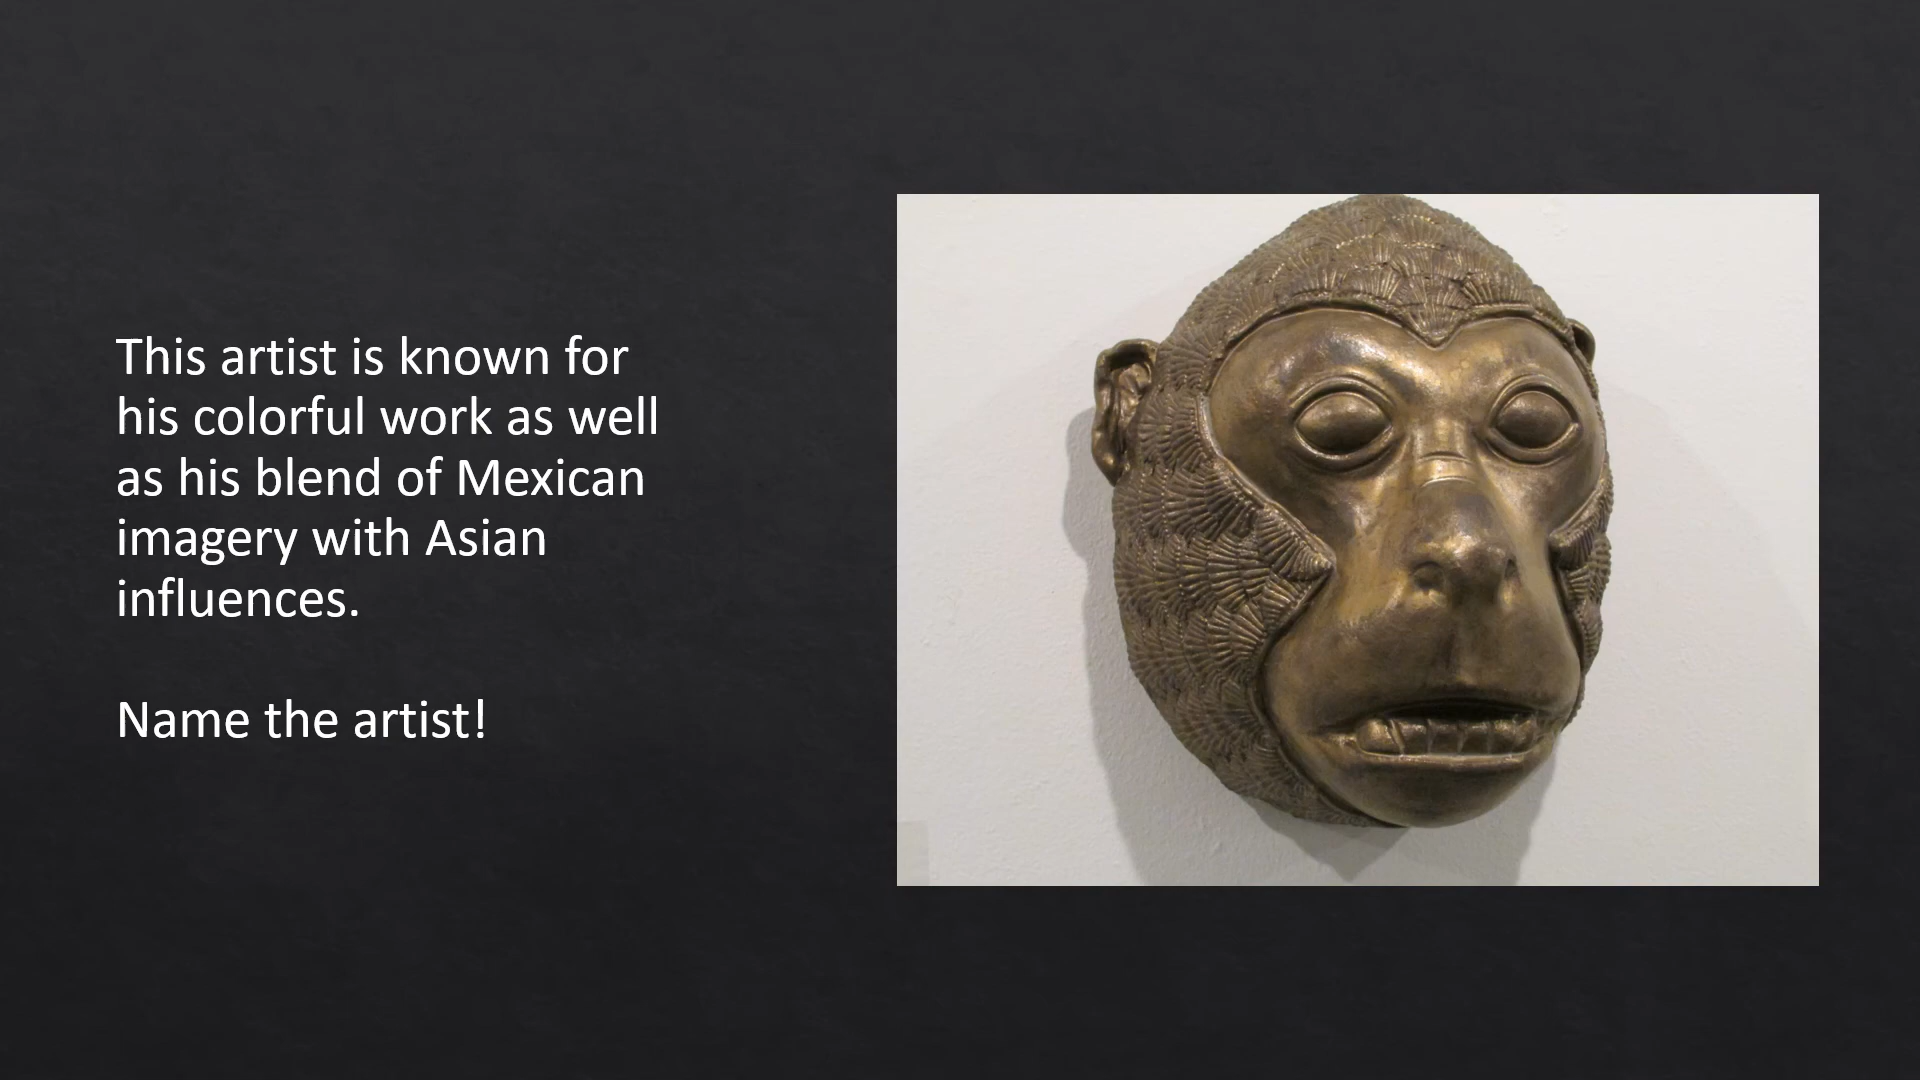 This artist is known for
his colorful work as well
as his blend of Mexican
imagery with Asian
influences.
Name the artist!